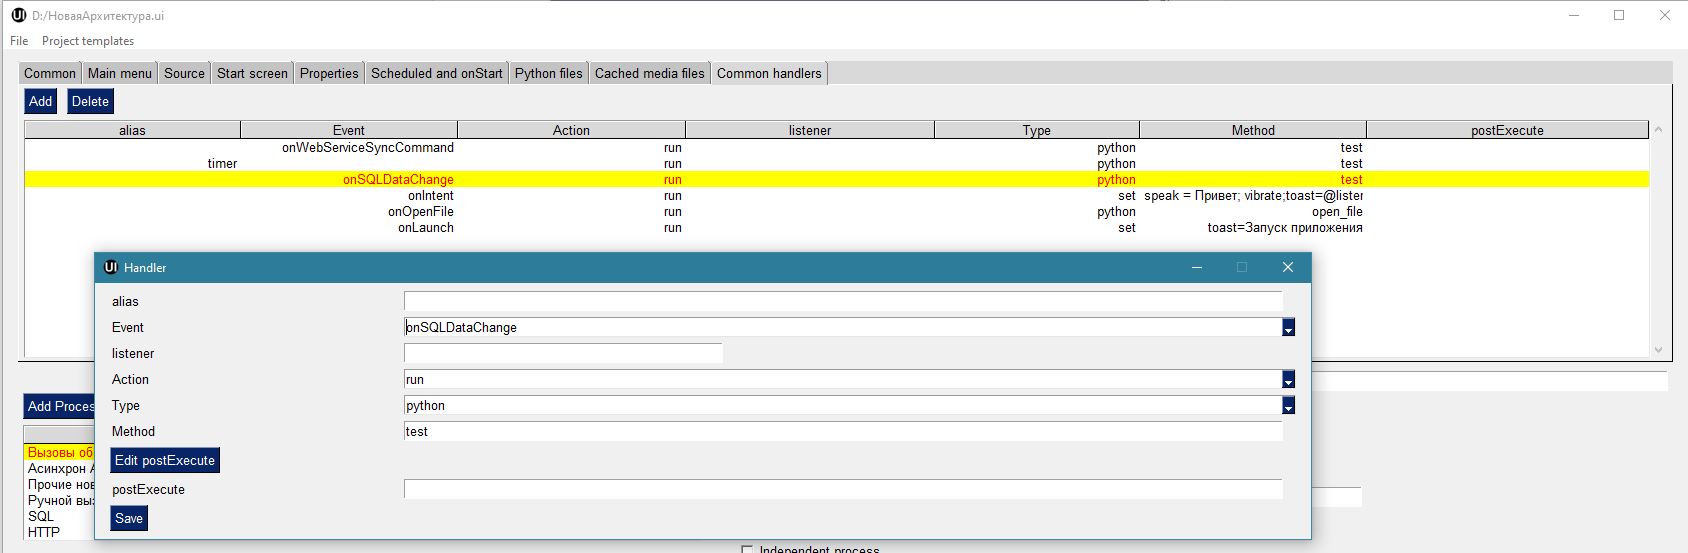 D:/НоваяАрхитектура.ui
File Project templates
Common Main menu Source Start screen Properties Scheduled and onStart Python files Cached media files Common handlers
Add Delete
alias Event Action listener Type Method postExecute
onWebServiceSyncCommand run python test
timer run python test
onSQLDataChange run python test
onIntent run set speak = Привет; vibrate;toast=@lister
onOpenFile run python open_file
onLaunch run set toast=Запуск приложения
UI Handler
alias
Event onSQLDataChange
listener
Action run
Type python
Method test
Edit postExecute
postExecute
Save
Add Proces
Вызовы об
Асинхрон
Прочие нов
Ручной выз
SQL
HTTP
Independent process